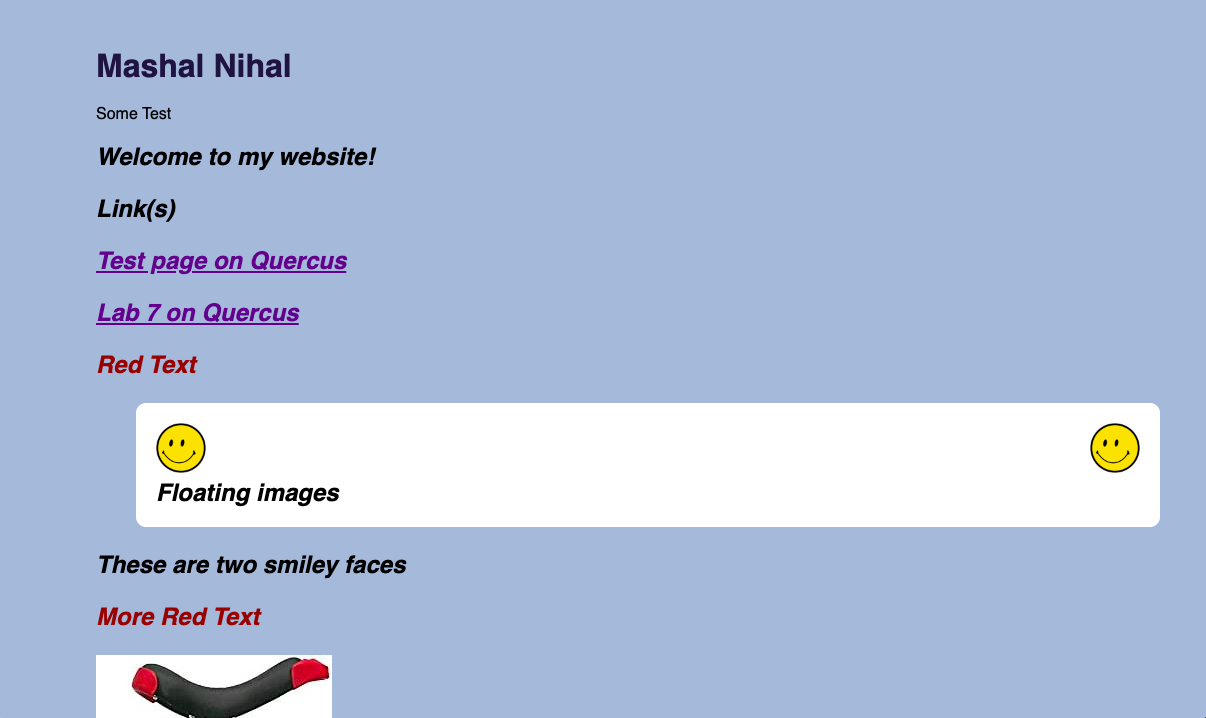 Mashal Nihal
Some Test
Welcome to my website!
Link(s)
Test page on Quercus
Lab 7 on Quercus
Red Text
Floating images
These are two smiley faces
More Red Text